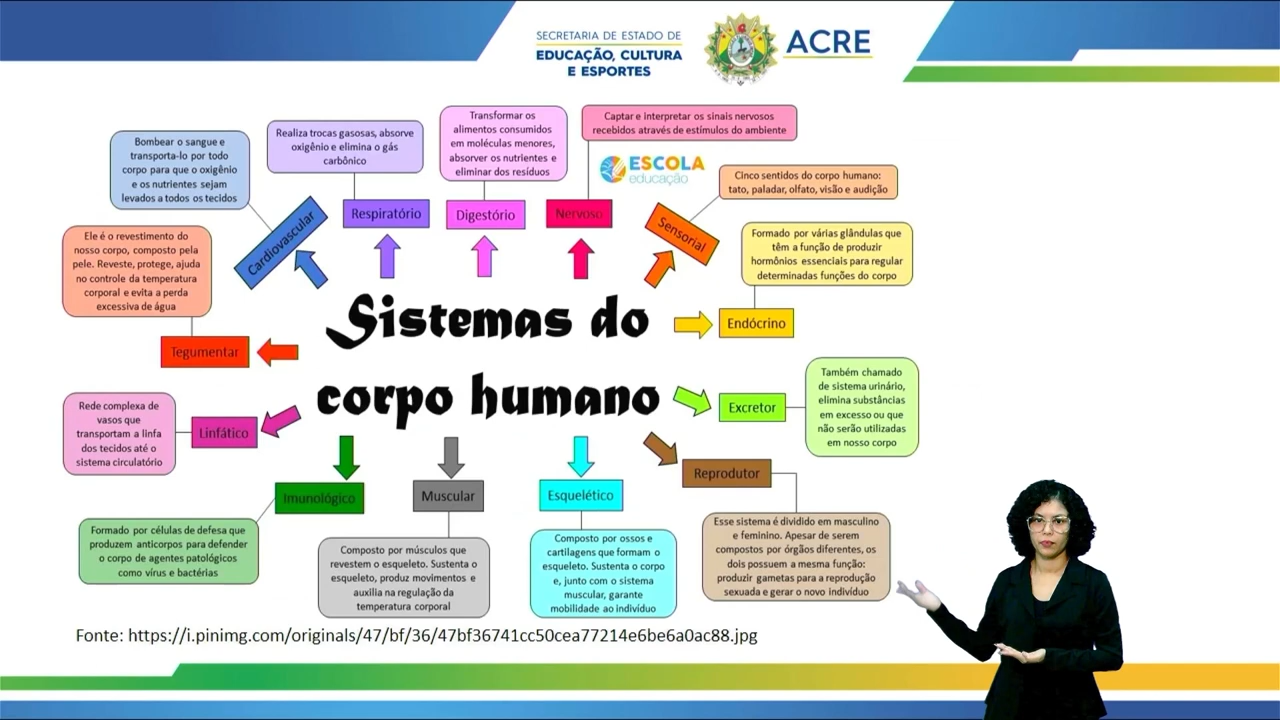 SECRETARIA DE ESTADO DE
EDUCAÇÃO, CULTURA
E ESPORTES
ACRE
Bombear o sangue e
transporta-lo por todo
corpo para que o oxigênio
e os nutrientes sejam
levados a todos os tecidos
Realiza trocas gasosas, absorve
oxigênio e elimina o gás
carbônico
Transformar os
alimentos consumidos
em moléculas menores,
absorver os nutrientes e
eliminar dos resíduos
Captar e interpretar os sinais nervosos
recebidos através de estímulos do ambiente
ESCOLA
educação
Cinco sentidos do corpo humano:
tato, paladar, olfato, visão e audição
Cardiovascular
Respiratório
Digestório
Nervoso
Sensorial
Ele é o revestimento do
nosso corpo, composto pela
pele. Reveste, protege, ajuda
no controle da temperatura
corporal e evita a perda
excessiva de água
Formado por várias glândulas que
têm a função de produzir
hormônios essenciais para regular
determinadas funções do corpo
Tegumentar
Sistemas do
corpo humano
Endócrino
Rede complexa de
vasos que
transportam a linfa
dos tecidos até o
sistema circulatório
Linfático
Excretor
Também chamado
de sistema urinário,
elimina substâncias
em excesso ou que
não serão utilizadas
em nosso corpo
Imunológico
Muscular
Esquelético
Reprodutor
Formado por células de defesa que
produzem anticorpos para defender
o corpo de agentes patológicos
como vírus e bactérias
Composto por músculos que
revestem o esqueleto. Sustenta o
esqueleto, produz movimentos e
auxilia na regulação da
temperatura corporal
Composto por ossos e
cartilagens que formam o
esqueleto. Sustenta o corpo
e, junto com o sistema
muscular, garante
mobilidade ao indivíduo
Esse sistema é dividido em masculino
e feminino. Apesar de serem
compostos por órgãos diferentes, os
dois possuem a mesma função:
produzir gametas para a reprodução
sexuada e gerar o novo indivíduo
Fonte: https://i.pinimg.com/originals/47/bf/36/47bf36741cc50cea77214e6be6a0ac88.jpg